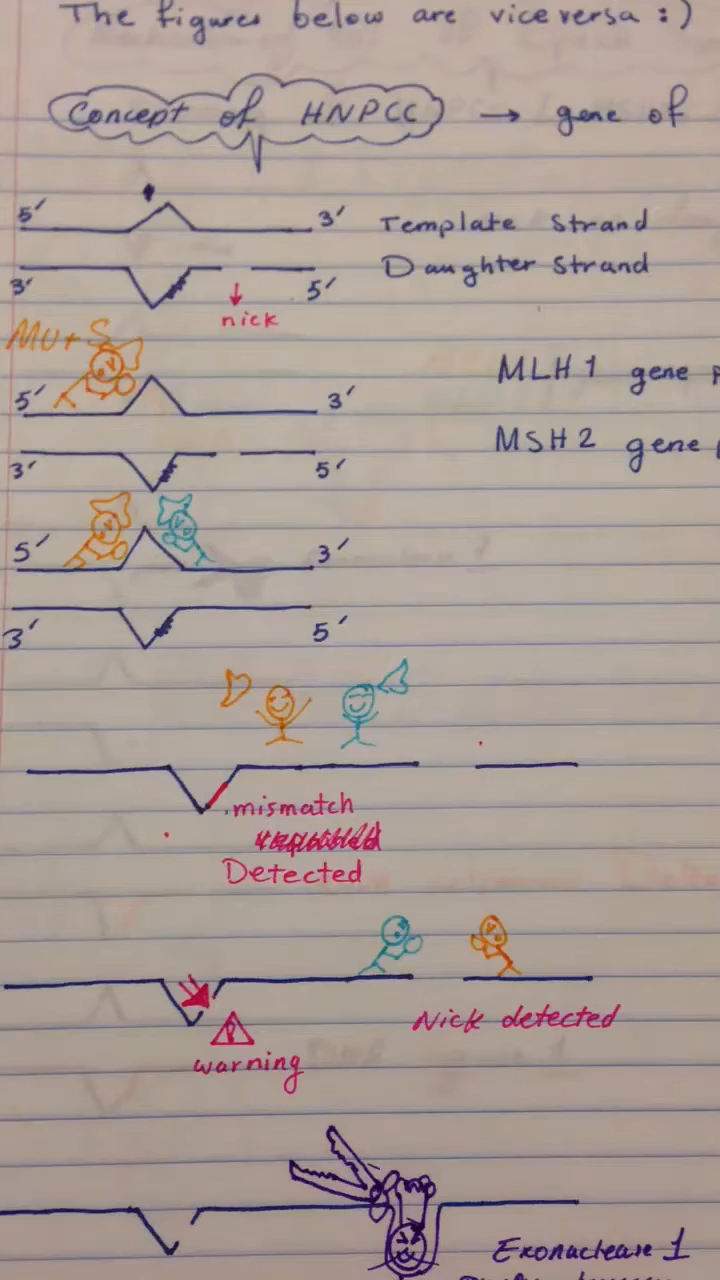 The figures below are viceversa :)
Concept of HNPCC → gene of
5' 3' Template Strand
3' 5' Daughter Strand
nick
MutS
5' 3' MLH1 gene
3' 5' MSH2 gene
5' 3'
3' 5'
mismatch
Detected
Nick detected
warning
Exonuclease 1